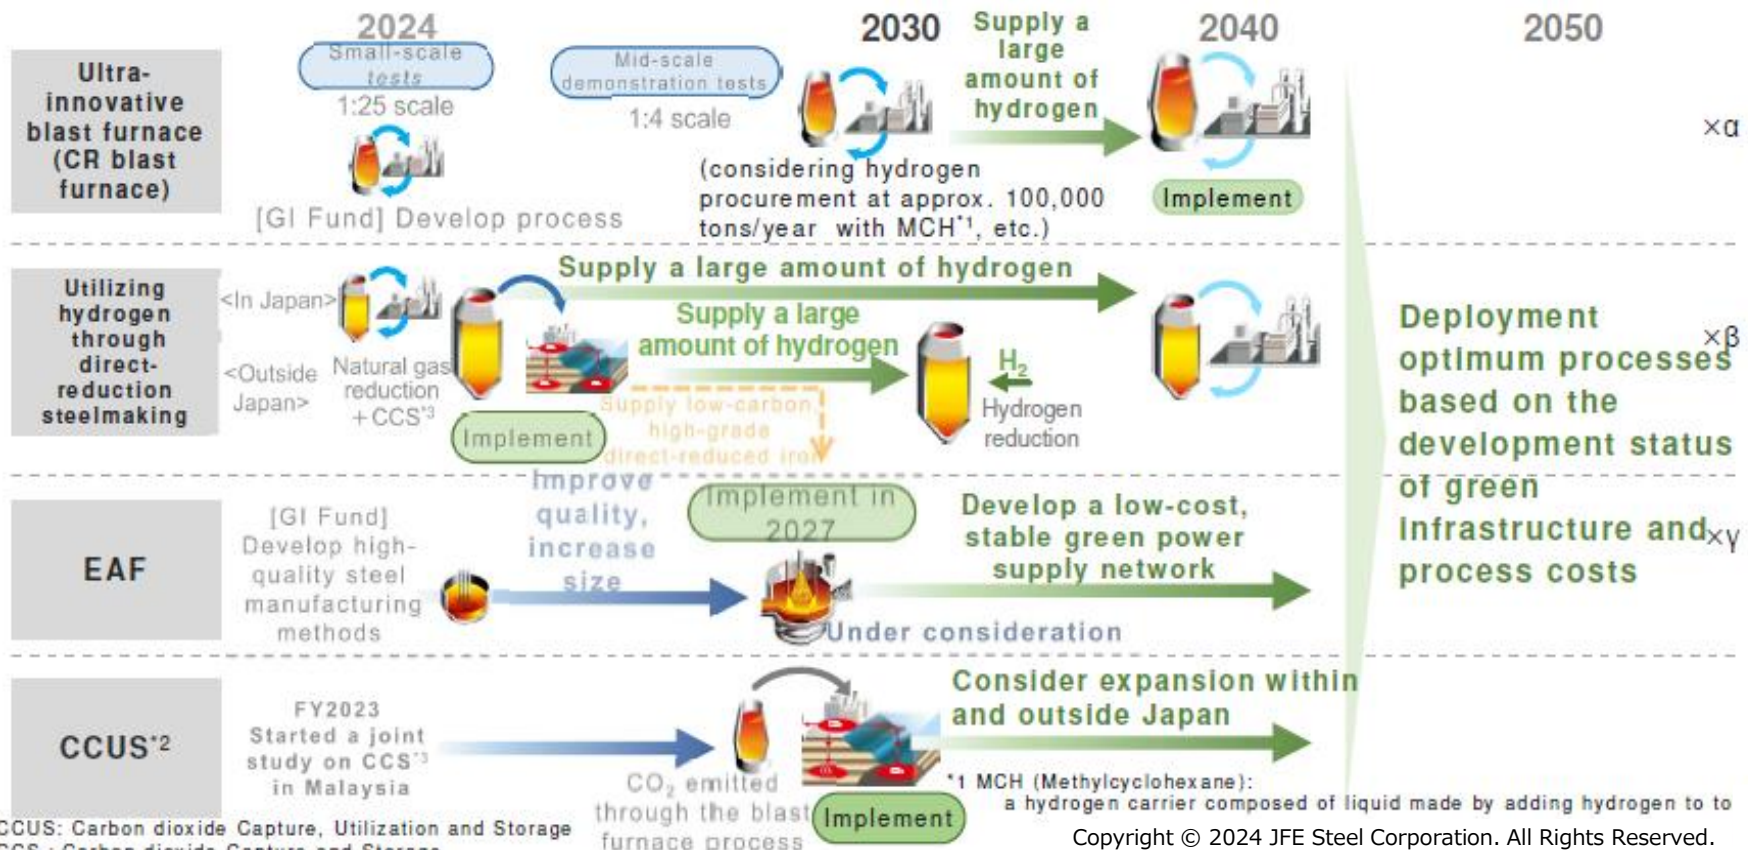 2024
2030
2040
2050
Ultra-
innovative
blast furnace
(CR blast
furnace)
Small-scale
tests
1:25 scale
[GI Fund] Develop process
Mid-scale
demonstration tests
1:4 scale
(considering hydrogen
procurement at approx. 100,000
tons/year with MCH*1, etc.)
Supply a
large
amount of
hydrogen
Implement
×α
Utilizing
hydrogen
through
direct-
reduction
steelmaking
<In Japan>
<Outside
Japan>
Natural gas
reduction
+CCS*3
Implement
Supply a large amount of hydrogen
Supply a large
amount of hydrogen
Supply low-carbon,
high-grade
direct-reduced iron
H2
Hydrogen
reduction
×β
EAF
[GI Fund]
Develop high-
quality steel
manufacturing
methods
Improve
quality,
increase
size
Implement in
2027
Under consideration
Develop a low-cost,
stable green power
supply network
×γ
CCUS*2
FY2023
Started a joint
study on CCS*3
in Malaysia
CO2 emitted
through the blast
furnace process
Implement
Consider expansion within
and outside Japan
Deployment
optimum processes
based on the
development status
of green
infrastructure and
process costs
*1 MCH (Methylcyclohexane):
a hydrogen carrier composed of liquid made by adding hydrogen to to
CCUS: Carbon dioxide Capture, Utilization and Storage
CCS : Carbon dioxide Capture and Storage
Copyright © 2024 JFE Steel Corporation. All Rights Reserved.